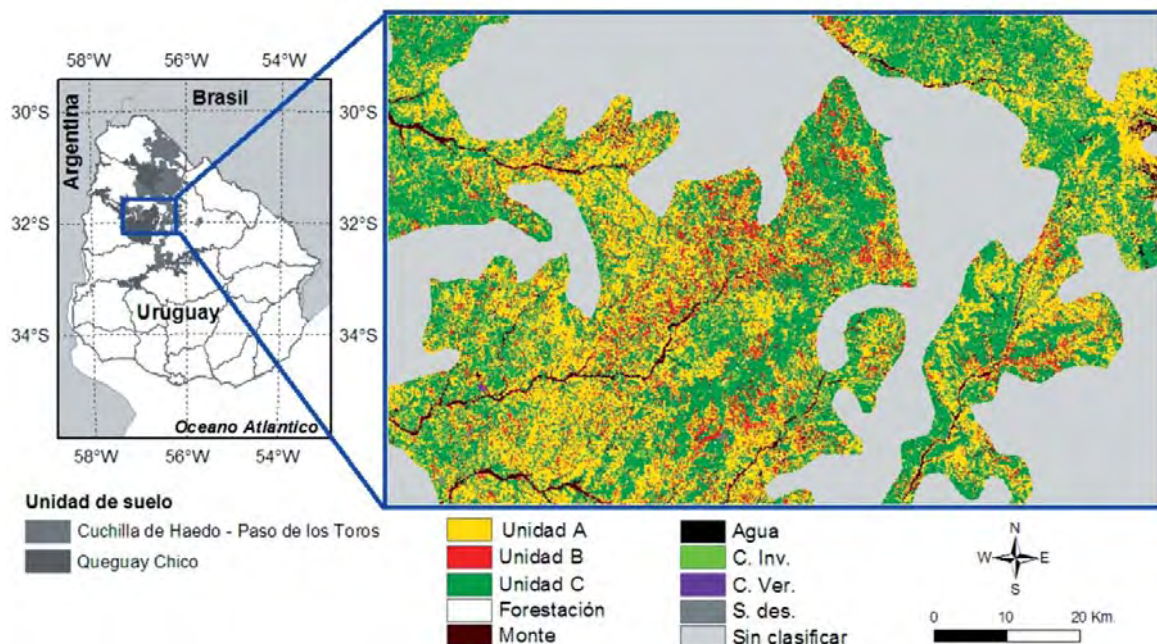 58°W 56°W 54°W
30°S
32°S
34°S
Argentina
Brasil
Uruguay
Oceano Atlantico
30°S
32°S
34°S
58°W 56°W 54°W
Unidad de suelo
Cuchilla de Haedo - Paso de los Toros
Queguay Chico
Unidad A
Unidad B
Unidad C
Forestación
Monte
Agua
C. Inv.
C. Ver.
S. des.
Sin clasificar
N
W E
S
0 10 20 Km.